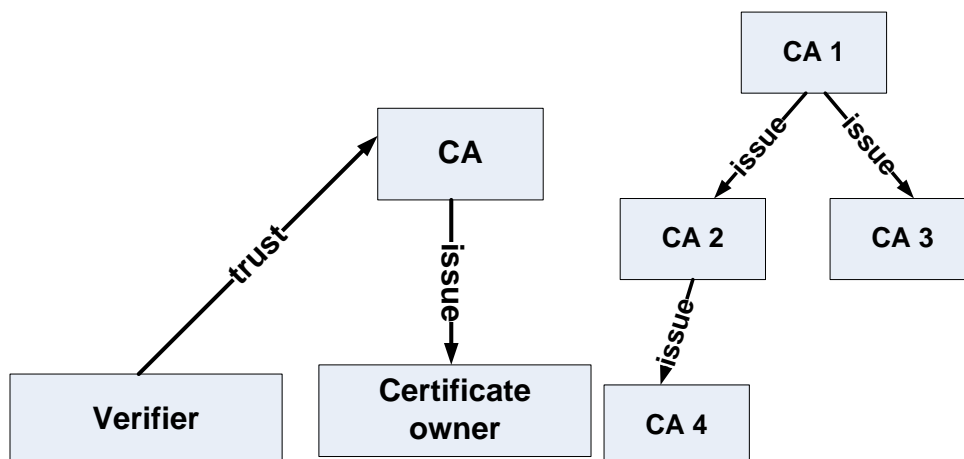 CA 1
CA
issue
issue
trust
issue
CA 2
CA 3
issue
Verifier
Certificate
owner
CA 4